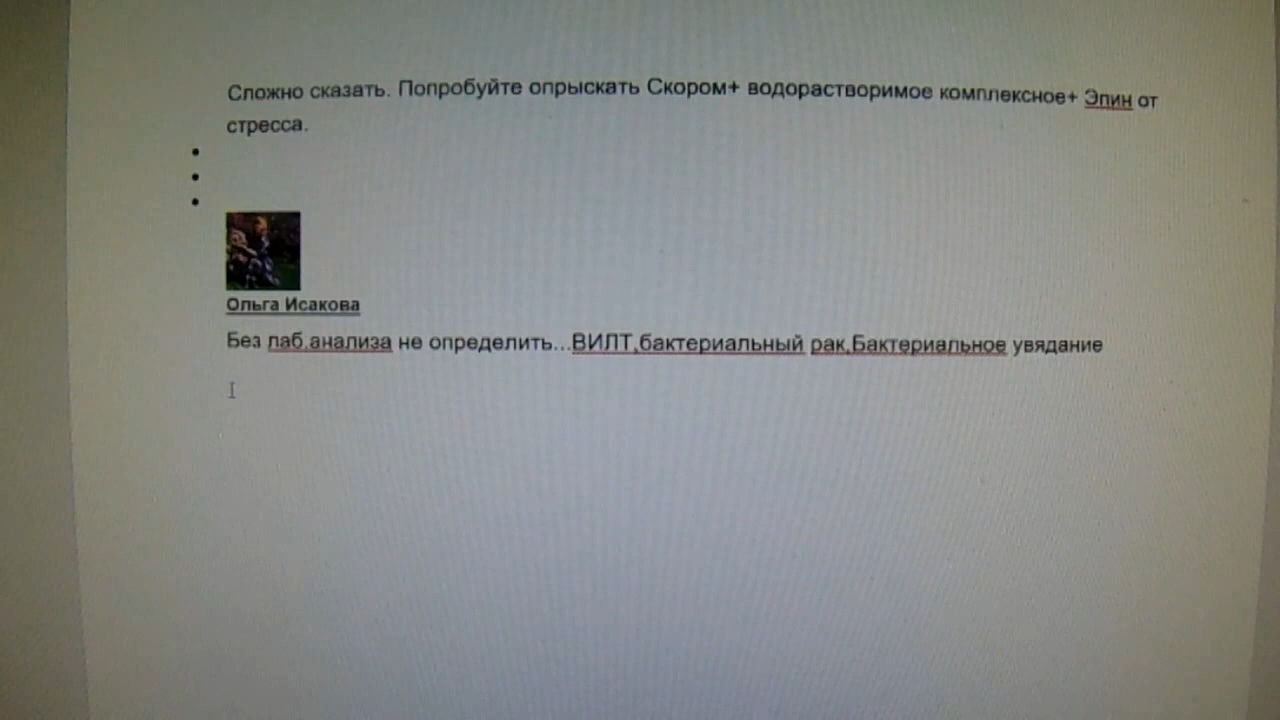 Сложно сказать. Попробуйте опрыскать Скором+ водорастворимое комплексное+ Эпин от
стресса.
Ольга Исакова
Без лаб.анализа не определить...ВИЛТ,бактериальный рак,Бактериальное увядание